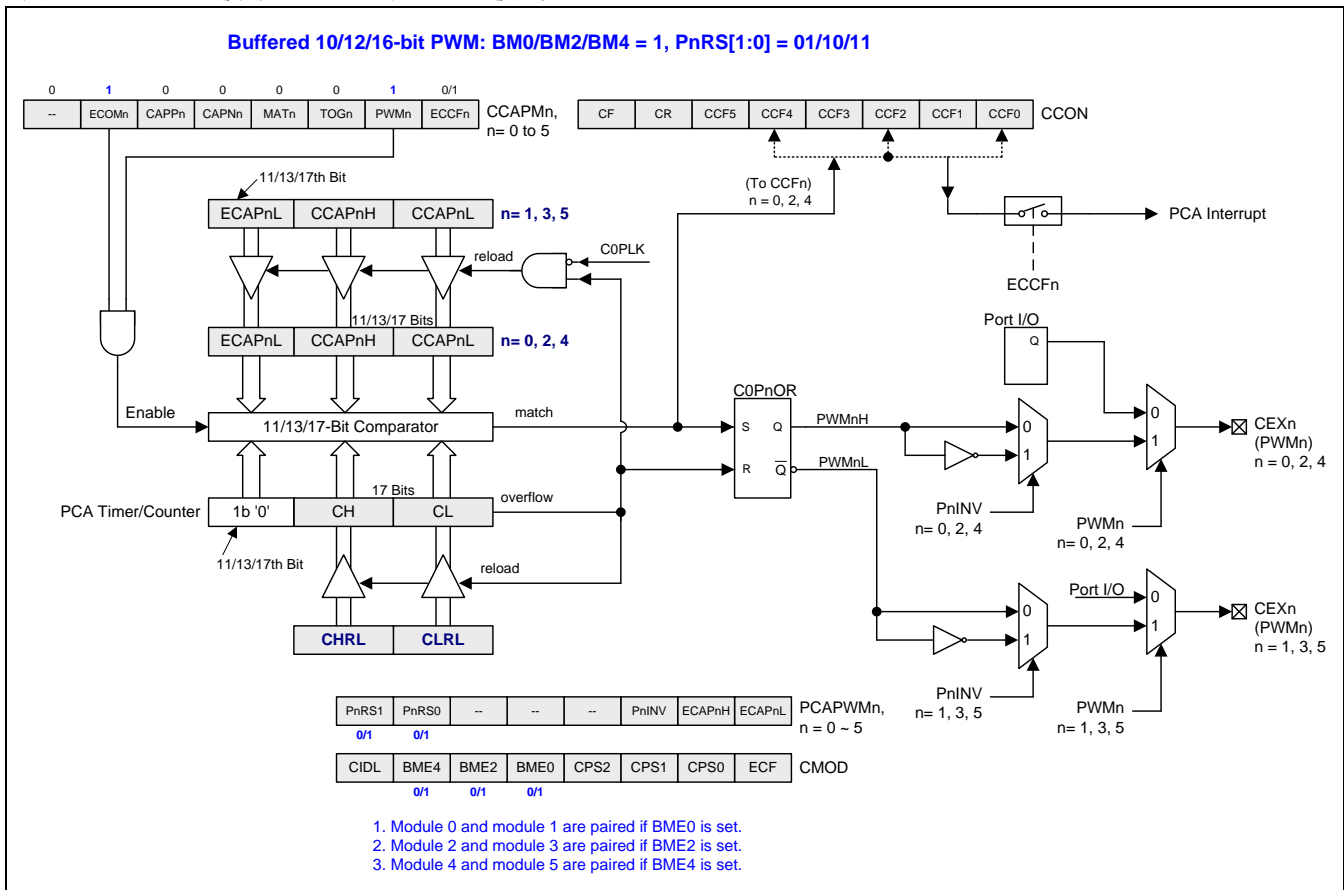 Buffered 10/12/16-bit PWM: BM0/BM2/BM4 = 1, PnRS[1:0] = 01/10/11
0 1 0 0 0 0 1 0/1
-- ECOMn CAPPn CAPNn MATn TOGn PWMn ECCFn
CCAPMn,
n= 0 to 5
CF CR CCF5 CCF4 CCF3 CCF2 CCF1 CCF0 CCON
11/13/17th Bit
ECAPnL CCAPnH CCAPnL n= 1, 3, 5
(To CCFn)
n = 0, 2, 4
PCA Interrupt
ECCFn
reload
C0PLK
11/13/17 Bits
ECAPnL CCAPnH CCAPnL n= 0, 2, 4
Port I/O
Q
Enable
11/13/17-Bit Comparator
match
C0PnOR
S Q
R Q
PWMnH
PWMnL
0
1
0
1
CEXn
(PWMn)
n = 0, 2, 4
PnINV
n= 0, 2, 4
PWMn
n= 0, 2, 4
17 Bits
PCA Timer/Counter 1b '0' CH CL
overflow
11/13/17th Bit
reload
CHRL CLRL
Port I/O
0
1
0
1
CEXn
(PWMn)
n = 1, 3, 5
PnINV
n= 1, 3, 5
PWMn
n= 1, 3, 5
PnRS1 PnRS0 -- -- -- PnINV ECAPnH ECAPnL
PCAPWMn,
n = 0 ~ 5
0/1 0/1
CIDL BME4 BME2 BME0 CPS2 CPS1 CPS0 ECF CMOD
0/1 0/1 0/1
1. Module 0 and module 1 are paired if BME0 is set.
2. Module 2 and module 3 are paired if BME2 is set.
3. Module 4 and module 5 are paired if BME4 is set.